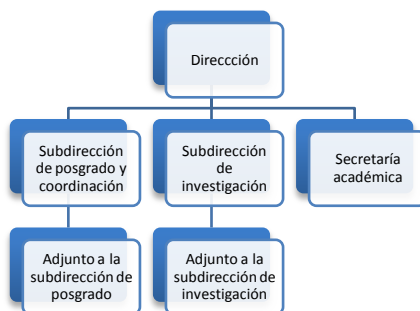 Direccción
Subdirección
de posgrado y
coordinación
Subdirección
de
investigación
Secretaría
académica
Adjunto a la
subdirección de
posgrado
Adjunto a la
subdirección de
investigación